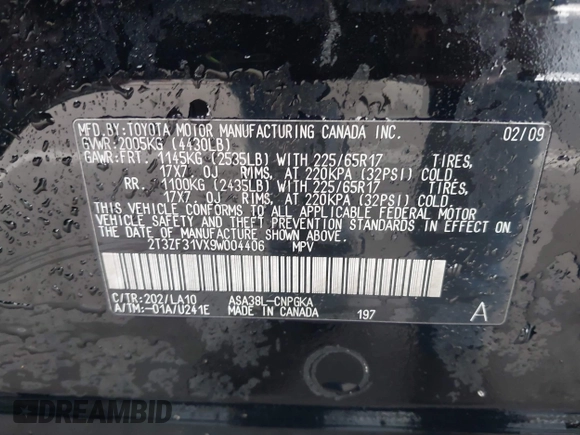 MFD.BY:TOYOTA MOTOR MANUFACTURING CANADA INC. 02/09
GVWR:2005KG (4430LB)
GAWR:FRT. 1145KG (2535LB) WITH 225/65R17 TIRES,
17X7. OJ RIMS, AT 220KPA (32PSI) COLD.
RR. 1100KG (2435LB) WITH 225/65R17 TIRES,
17X7. OJ RIMS, AT 220KPA (32PSI) COLD.
THIS VEHICLE CONFORMS TO ALL APPLICABLE FEDERAL MOTOR
VEHICLE SAFETY AND THEFT PREVENTION STANDARDS IN EFFECT ON
THE DATE OF MANUFACTURE SHOWN ABOVE.
2T3ZF31VX9W004406 MPV
C/TR:202/LA10 ASA38L-CNPGKA
A/TM:-01A/U241E MADE IN CANADA 197 A
DREAMBID